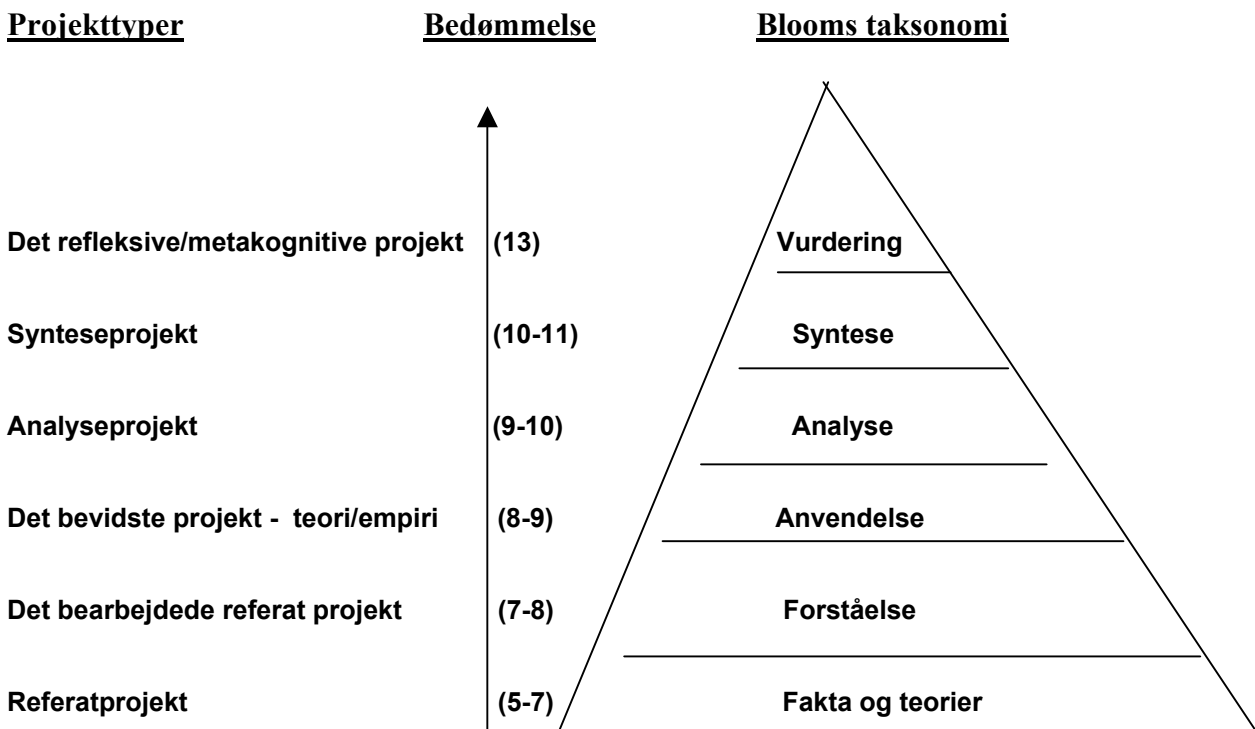 Projekttyper Bedømmelse Blooms taksonomi
Det refleksive/metakognitive projekt (13) Vurdering
Synteseprojekt (10-11) Syntese
Analyseprojekt (9-10) Analyse
Det bevidste projekt - teori/empiri (8-9) Anvendelse
Det bearbejdede referat projekt (7-8) Forståelse
Referatprojekt (5-7) Fakta og teorier